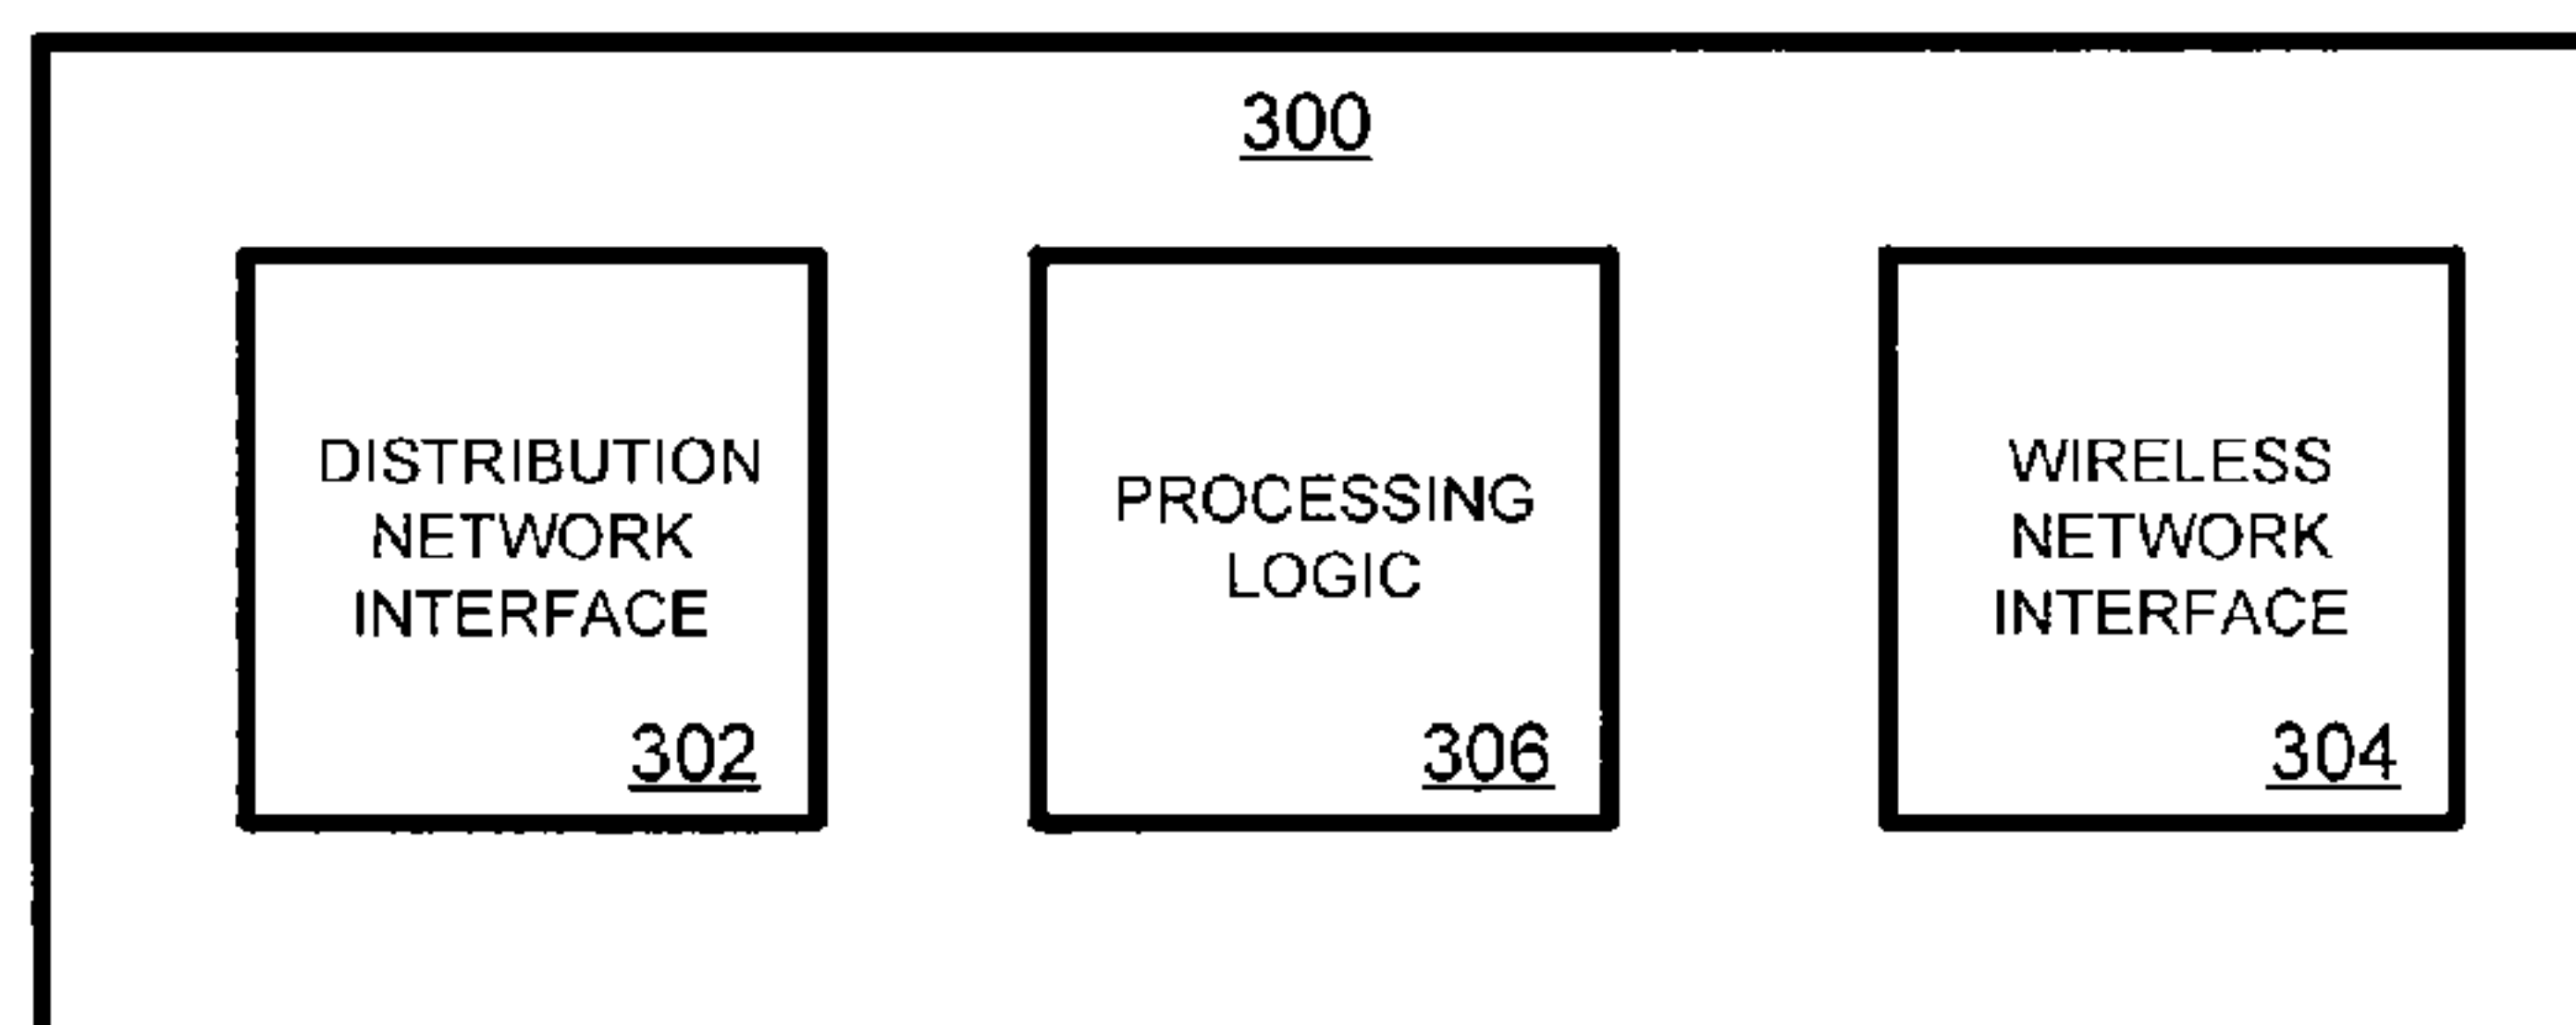 300
DISTRIBUTION
NETWORK
INTERFACE
302
PROCESSING
LOGIC
306
WIRELESS
NETWORK
INTERFACE
304